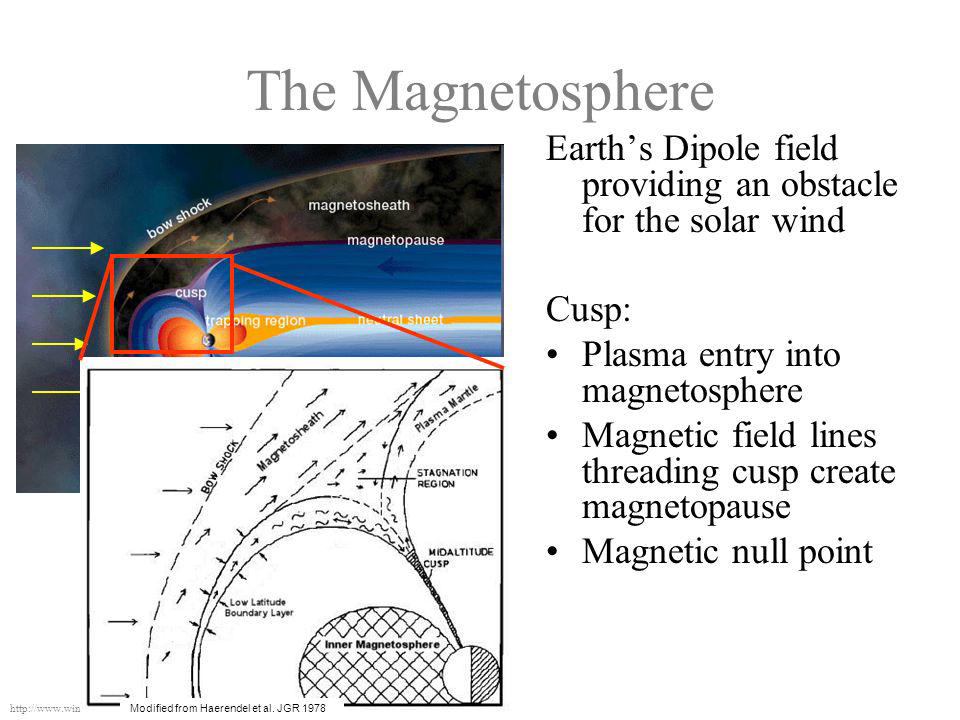 The Magnetosphere
Earth's Dipole field
providing an obstacle
for the solar wind
Cusp:
• Plasma entry into
magnetosphere
• Magnetic field lines
threading cusp create
magnetopause
• Magnetic null point
bow shock
magnetosheath
magnetopause
cusp
trapping region
neutral sheet
BOW SHOCK
Magnetosheath
Plasma Mantle
STAGNATION
REGION
MIDALTITUDE
CUSP
Low Latitude
Boundary Layer
Inner Magnetosphere
http://www.win
Modified from Haerendel et al. JGR 1978